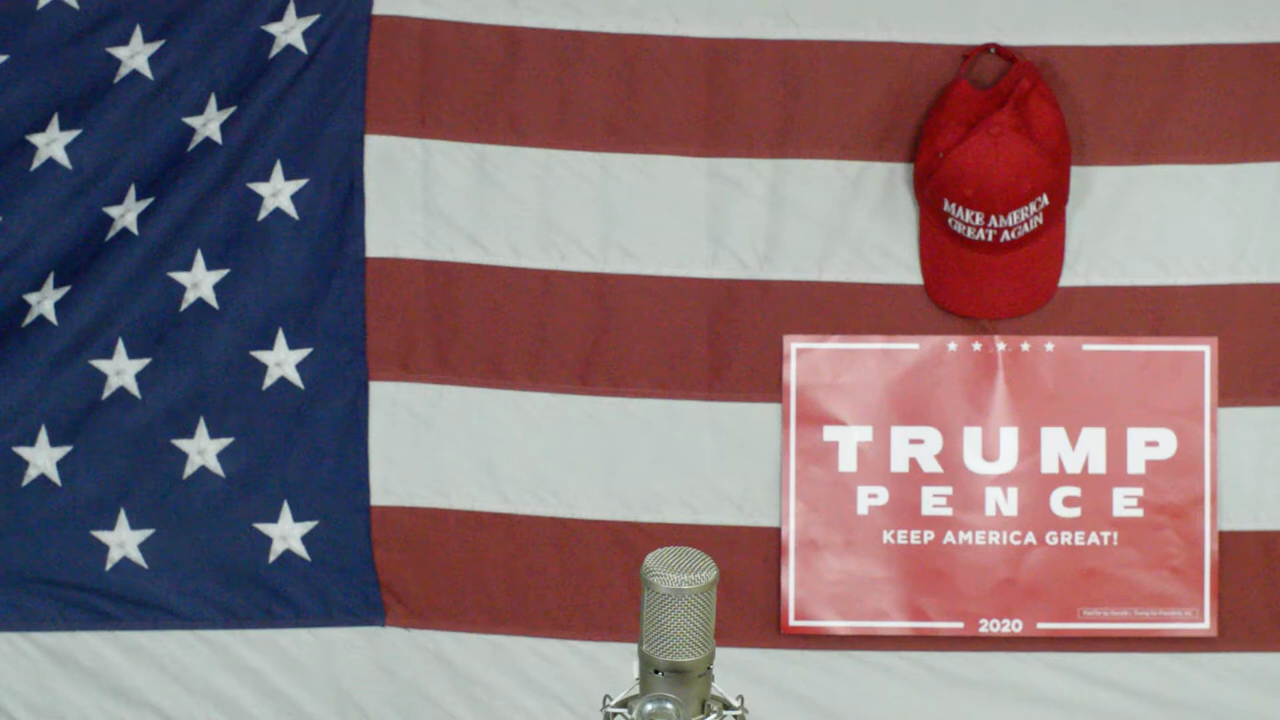 MAKE AMERICA
GREAT AGAIN
TRUMP
PENCE
KEEP AMERICA GREAT!
2020